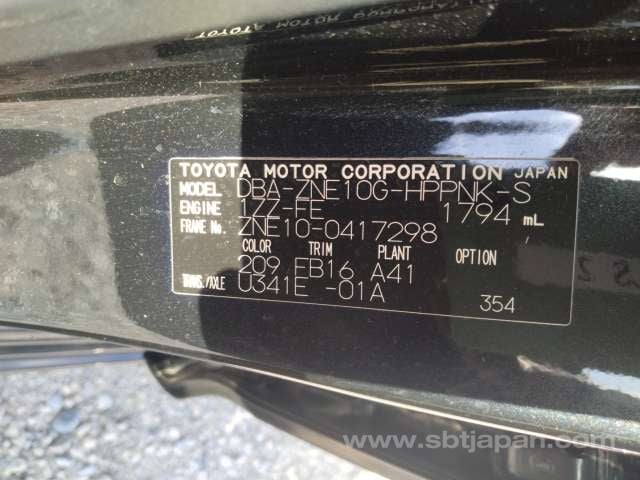 TOYOTA MOTOR CORPORATION JAPAN
MODEL DBA-ZNE10G-HPPNK-S
ENGINE 1ZZ-FE 1794 mL
FRAME No. ZNE10-0417298
COLOR TRIM PLANT OPTION
209 FB16 A41
TRANS./AXLE U341E -01A
354
www.sbtjapan.com